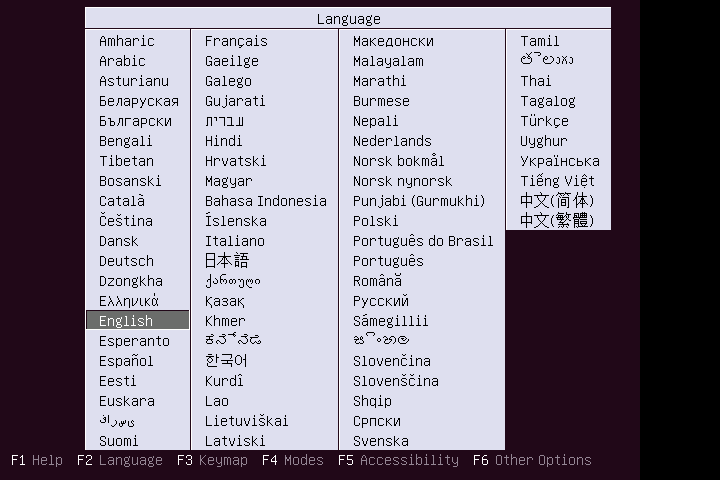 Language
Amharic
Arabic
Asturianu
Беларуская
Български
Bengali
Tibetan
Bosanski
Català
Čeština
Dansk
Deutsch
Dzongkha
Ελληνικά
English
Esperanto
Español
Eesti
Euskara
فارسی
Suomi
Français
Gaeilge
Galego
Gujarati
עברית
Hindi
Hrvatski
Magyar
Bahasa Indonesia
Íslenska
Italiano
日本語
ქართული
Қазақ
Khmer
ಕನ್ನಡ
한국어
Kurdî
Lao
Lietuviškai
Latviski
Македонски
Malayalam
Marathi
Burmese
Nepali
Nederlands
Norsk bokmål
Norsk nynorsk
Punjabi (Gurmukhi)
Polski
Português do Brasil
Português
Română
Русский
Sámegillii
සිංහල
Slovenčina
Slovenščina
Shqip
Српски
Svenska
Tamil
తెలుగు
Thai
Tagalog
Türkçe
Uyghur
Українська
Tiếng Việt
中文(简体)
中文(繁體)
F1 Help F2 Language F3 Keymap F4 Modes F5 Accessibility F6 Other Options